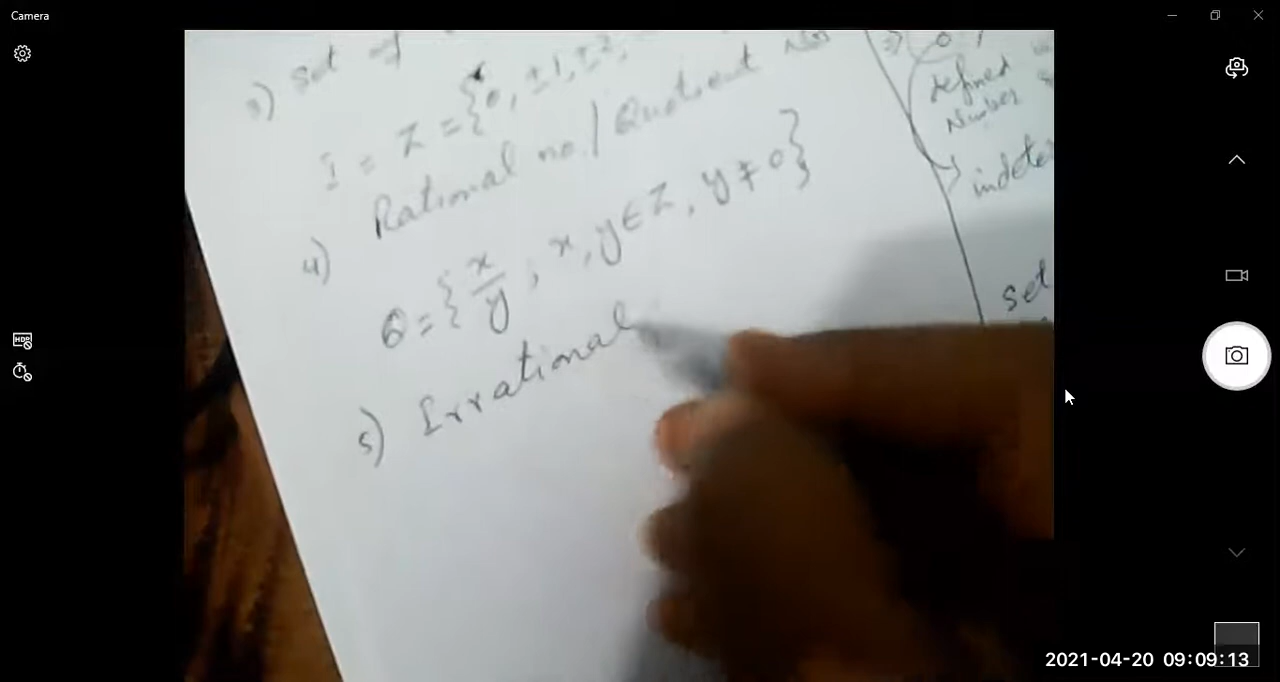 Camera
3) set of
I = Z = {0, ±1, ±2,
4) Rational no./Quotient Nos
Q = { x/y ; x, y ∈ Z, y ≠ 0}
5) Irrational
defined
Number
indete
set
2021-04-20 09:09:13